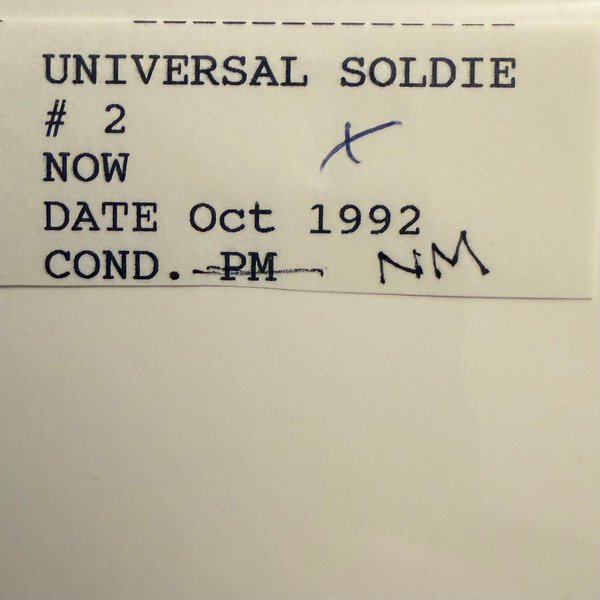 UNIVERSAL SOLDIE
# 2
NOW
DATE Oct 1992
COND. PM NM